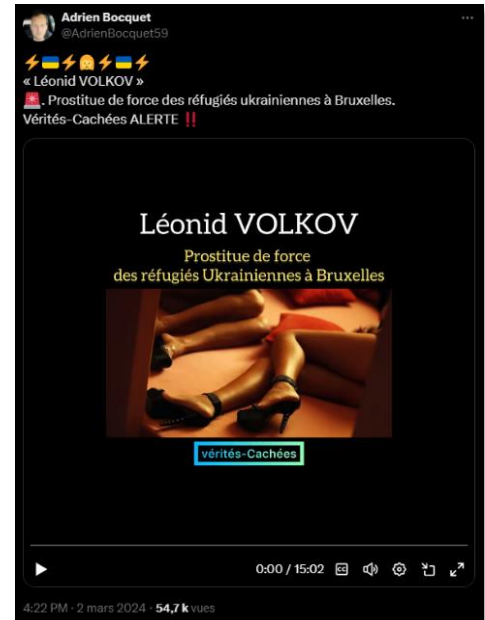 Adrien Bocquet
@AdrienBocquet59
« Léonid VOLKOV »
. Prostitue de force des réfugiés ukrainiennes à Bruxelles.
Vérités-Cachées ALERTE ‼
Léonid VOLKOV
Prostitue de force
des réfugiés Ukrainiennes à Bruxelles
vérités-Cachées
0:00 / 15:02
CC
4:22 PM · 2 mars 2024 · 54,7 k vues